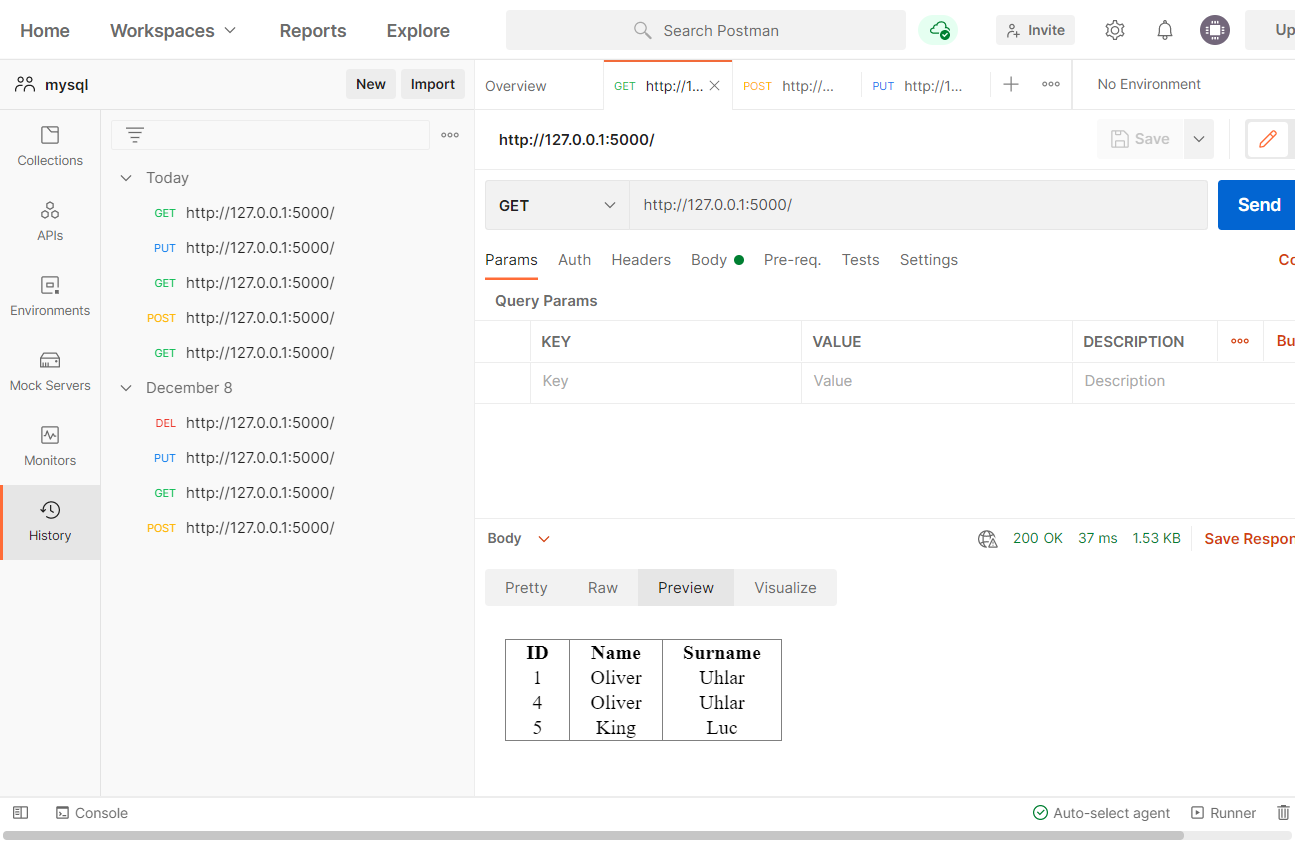 Home Workspaces Reports Explore Search Postman Invite Up
mysql New Import Overview GET http://1... POST http://... PUT http://1... No Environment
http://127.0.0.1:5000/ Save
GET http://127.0.0.1:5000/ Send
Params Auth Headers Body Pre-req. Tests Settings Co
Query Params
KEY VALUE DESCRIPTION Bu
Key Value Description
Collections
APIs
Environments
Mock Servers
Monitors
History
Today
GET http://127.0.0.1:5000/
PUT http://127.0.0.1:5000/
GET http://127.0.0.1:5000/
POST http://127.0.0.1:5000/
GET http://127.0.0.1:5000/
December 8
DEL http://127.0.0.1:5000/
PUT http://127.0.0.1:5000/
GET http://127.0.0.1:5000/
POST http://127.0.0.1:5000/
Body 200 OK 37 ms 1.53 KB Save Respon
Pretty Raw Preview Visualize
ID Name Surname
1 Oliver Uhlar
4 Oliver Uhlar
5 King Luc
Console Auto-select agent Runner